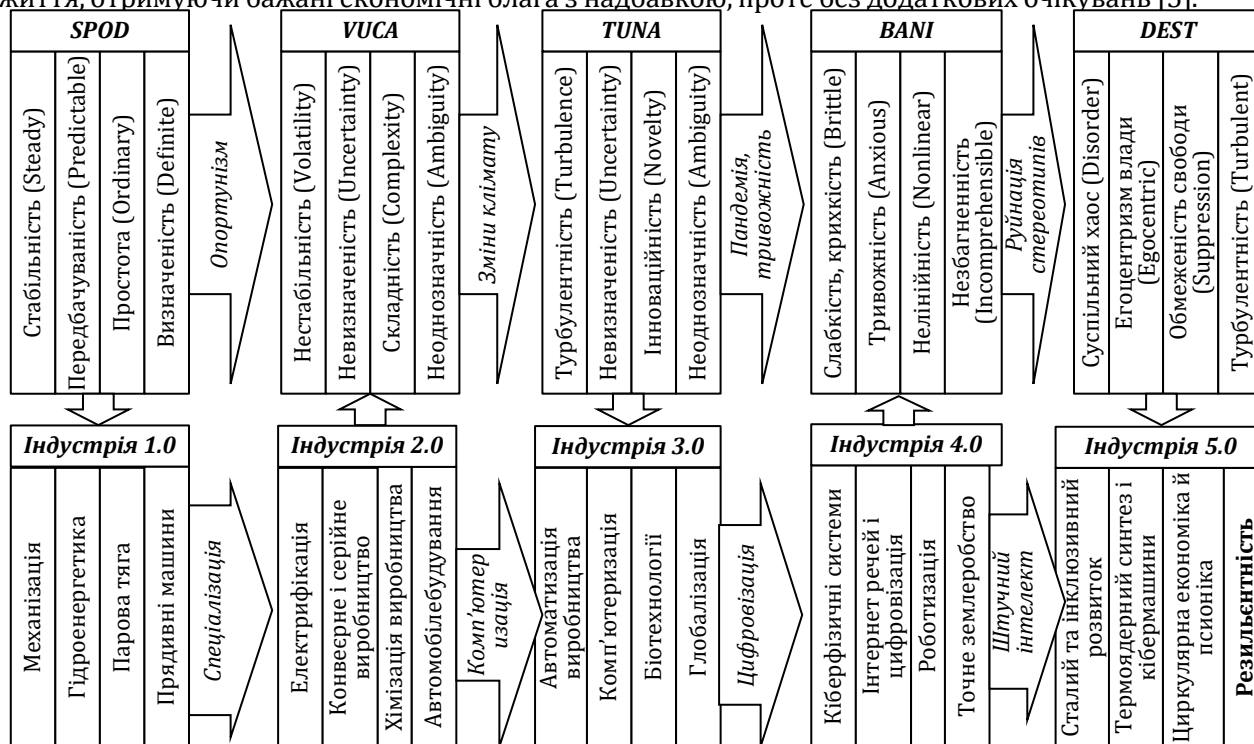 життя, отримуючи бажані економічні блага з надбавкою, проте без додаткових очікувань [5].
SPOD
Стабільність (Steady)
Передбачуваність (Predictable)
Простота (Ordinary)
Визначеність (Definite)
Опортунізм
VUCA
Нестабільність (Volatility)
Невизначеність (Uncertainty)
Складність (Complexity)
Неоднозначність (Ambiguity)
Зміни клімату
TUNA
Турбулентність (Turbulence)
Невизначеність (Uncertainty)
Інноваційність (Novelty)
Неоднозначність (Ambiguity)
Пандемія,
тривожність
BANI
Слабкість, крихкість (Brittle)
Тривожність (Anxious)
Нелінійність (Nonlinear)
Незбагненність
(Incomprehensible)
Руйнація
стереотипів
DEST
Суспільний хаос (Disorder)
Егоцентризм влади
(Egocentric)
Обмеженість свободи
(Suppression)
Турбулентність (Turbulent)
Індустрія 1.0
Механізація
Гідроенергетика
Парова тяга
Прядивні машини
Спеціалізація
Індустрія 2.0
Електрифікація
Конвеєрне і серійне
виробництво
Хімізація виробництва
Автомобілебудування
Комп'ютер
изація
Індустрія 3.0
Автоматизація
виробництва
Комп'ютеризація
Біотехнології
Глобалізація
Цифровізація
Індустрія 4.0
Кіберфізичні системи
Інтернет речей і
цифровізація
Роботизація
Точне землеробство
Штучний
інтелект
Індустрія 5.0
Сталий та інклюзивний
розвиток
Термоядерний синтез і
кібермашини
Циркулярна економіка й
псионіка
Резильєнтність